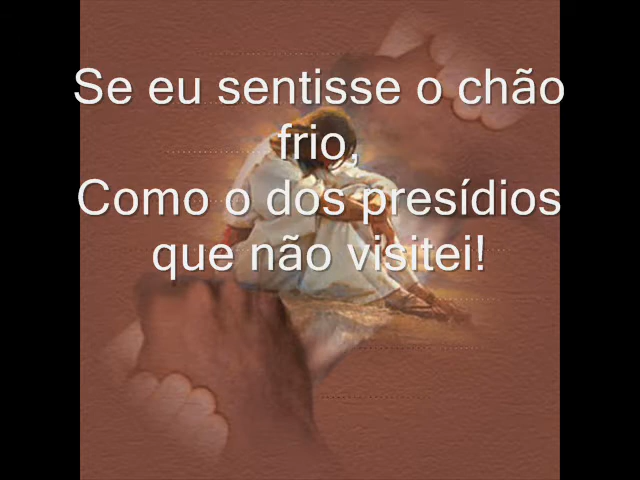 Se eu sentisse o chão
frio,
Como o dos presídios
que não visitei!